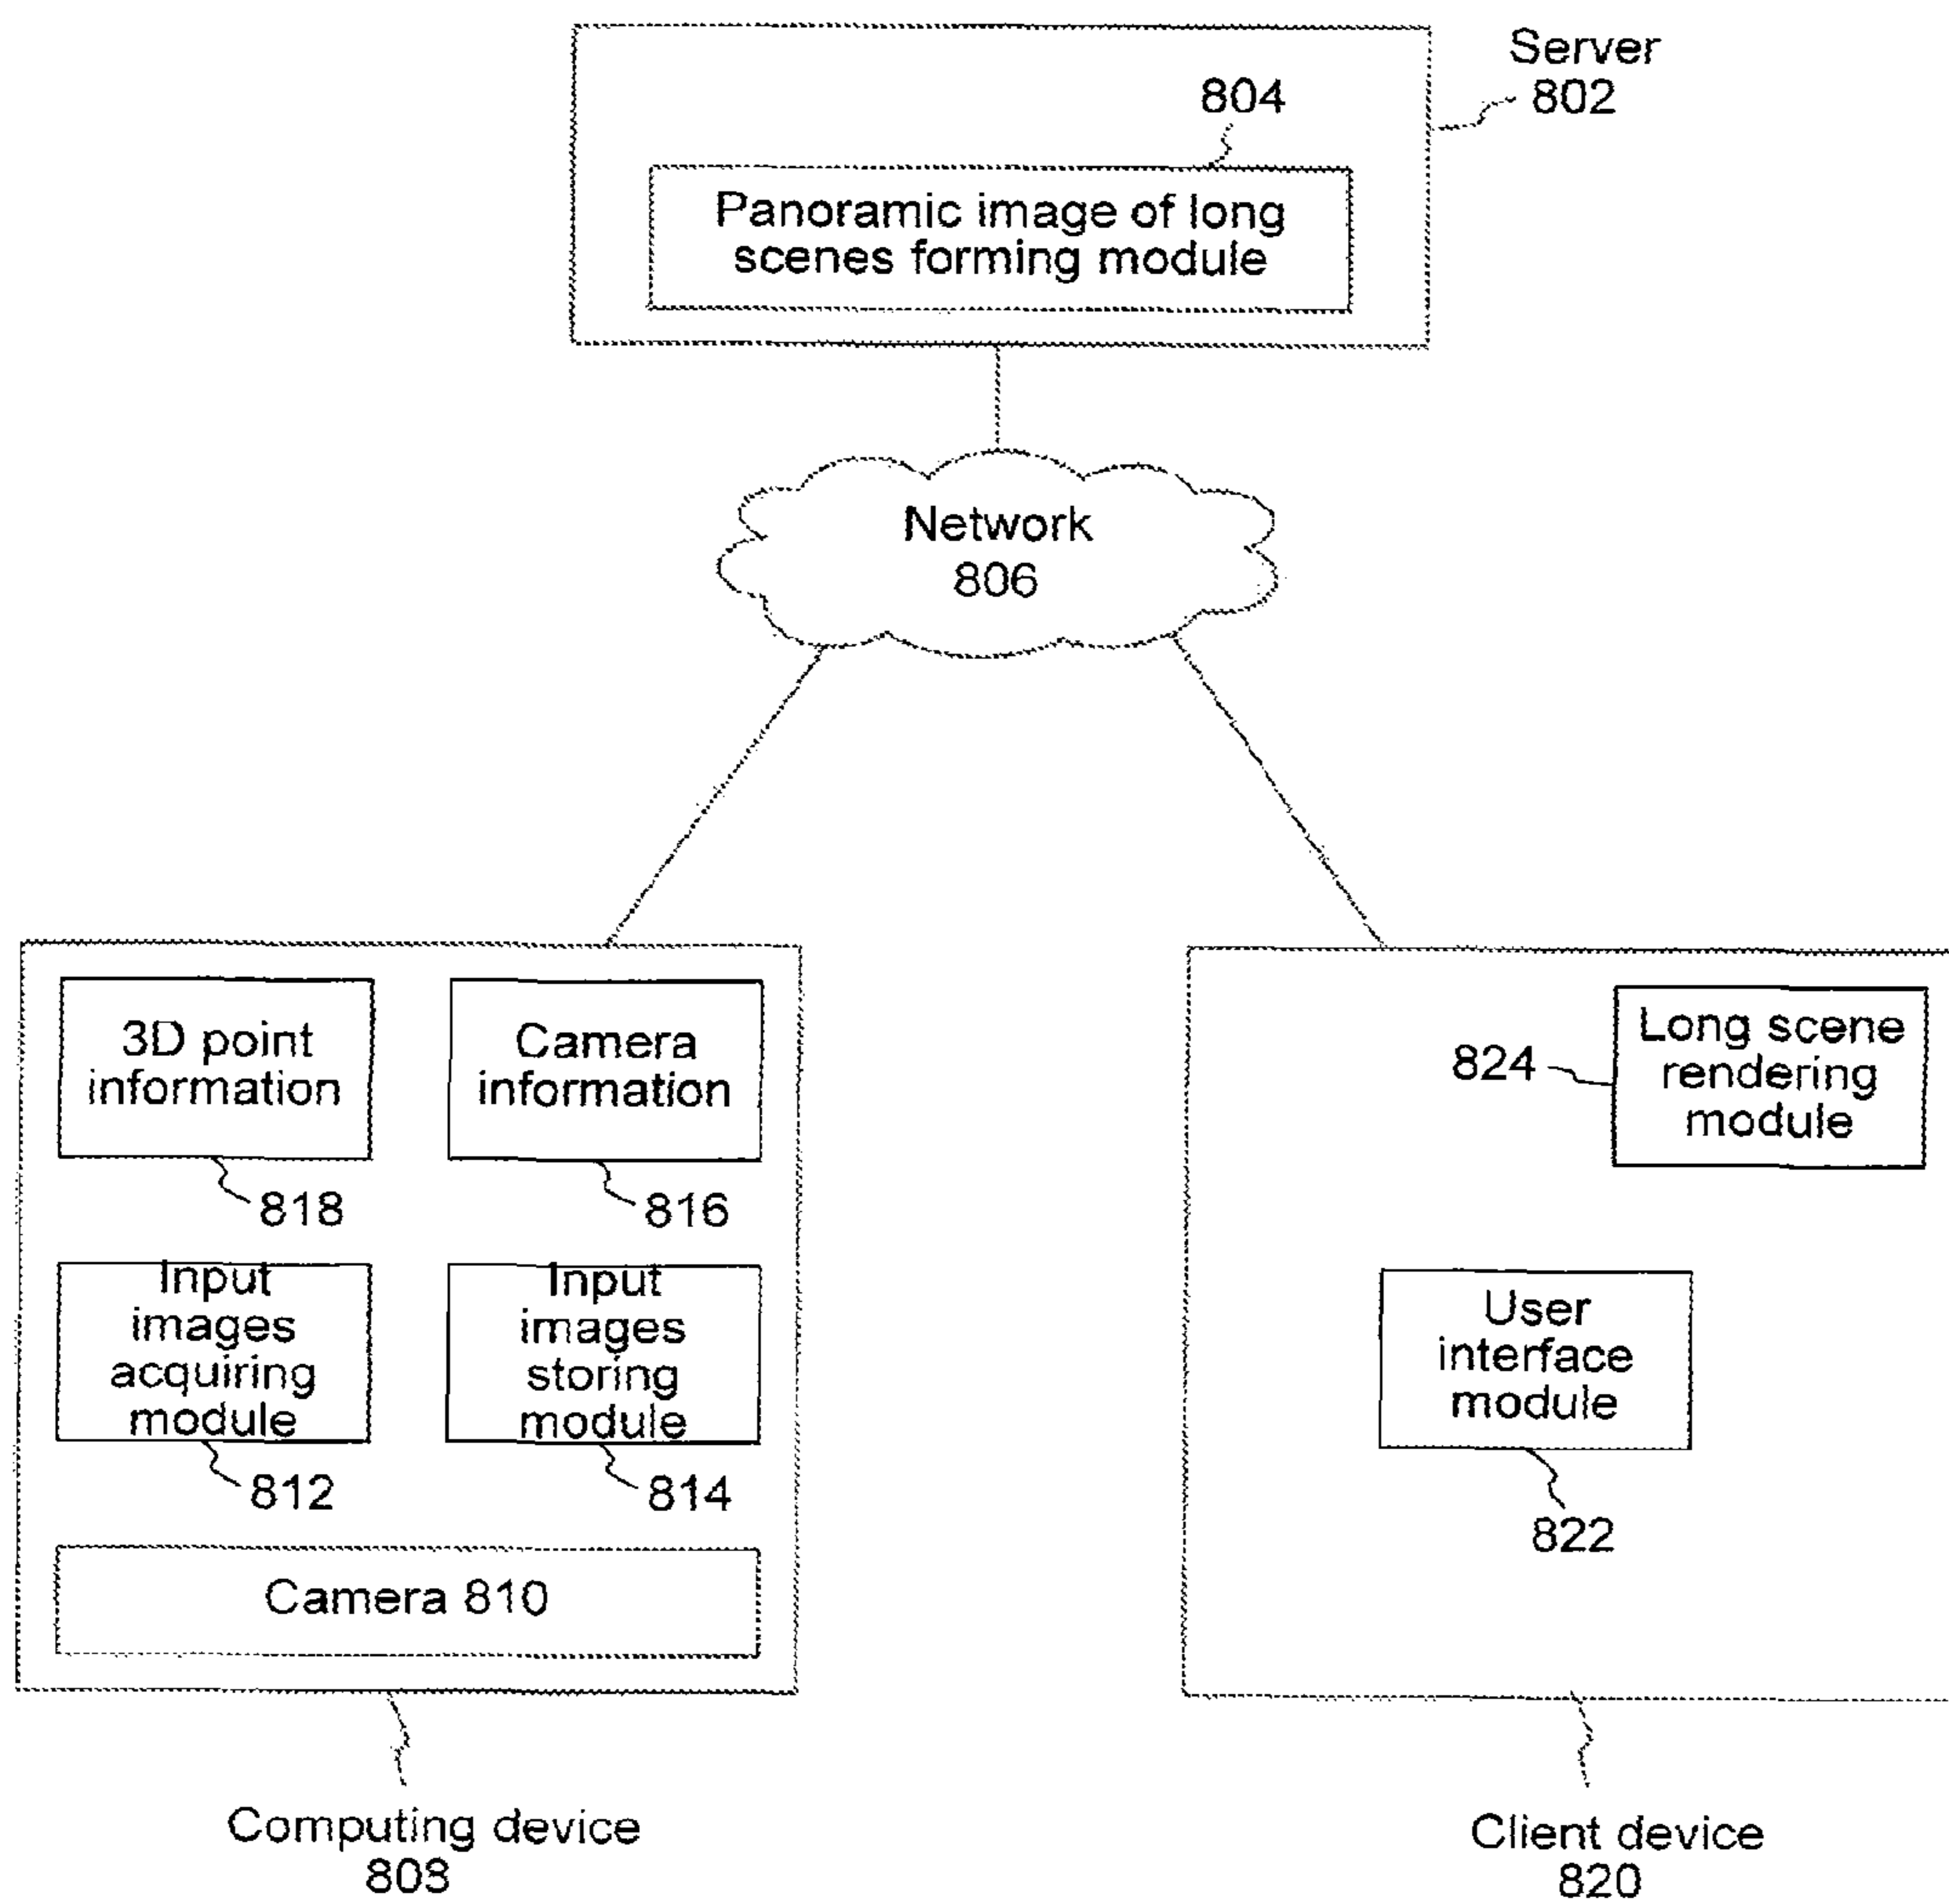 Server
802
804
Panoramic image of long
scenes forming module
Network
806
3D point
information
818
Camera
information
816
Input
images
acquiring
module
812
Input
images
storing
module
814
Camera 810
Computing device
808
Long scene
rendering
module
824
User
interface
module
822
Client device
820